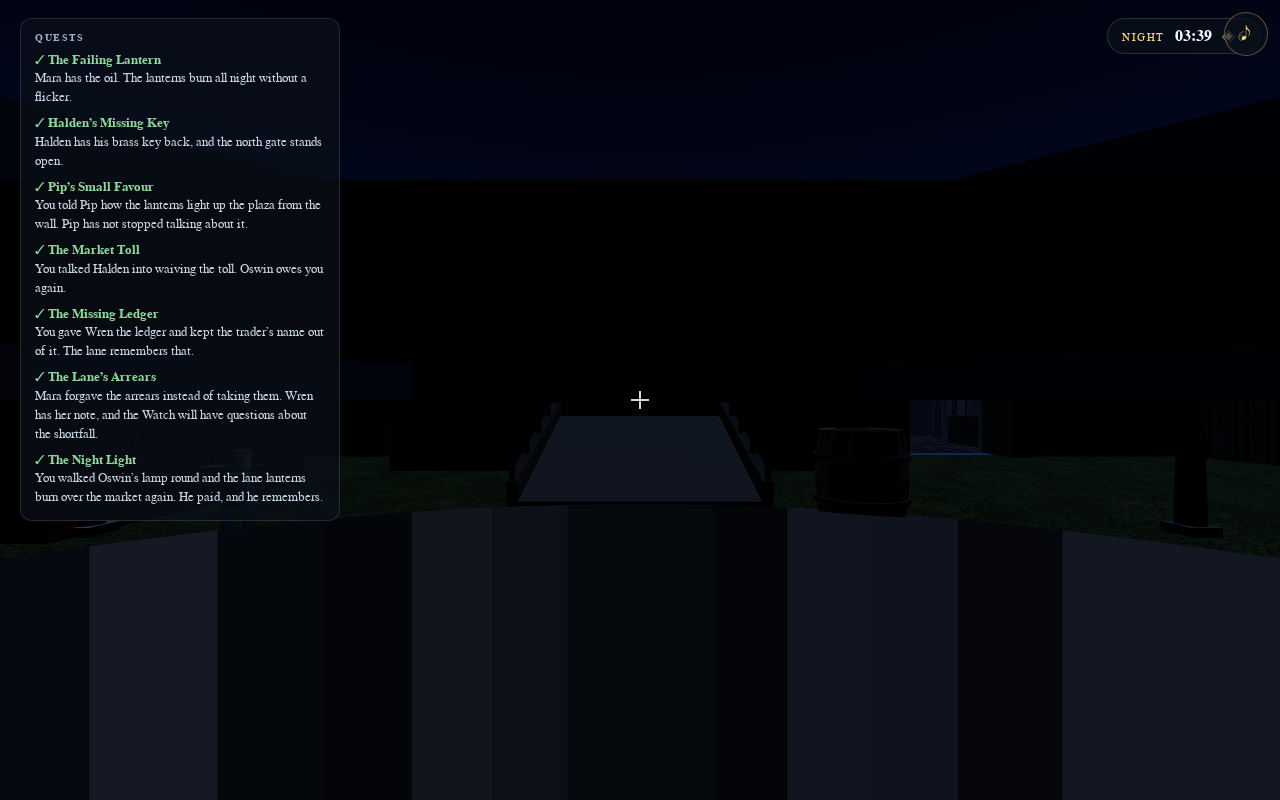 QUESTS
✓ The Failing Lantern
Mara has the oil. The lanterns burn all night without a
flicker.
✓ Halden's Missing Key
Halden has his brass key back, and the north gate stands
open.
✓ Pip's Small Favour
You told Pip how the lanterns light up the plaza from the
wall. Pip has not stopped talking about it.
✓ The Market Toll
You talked Halden into waiving the toll. Oswin owes you
again.
✓ The Missing Ledger
You gave Wren the ledger and kept the trader's name out
of it. The lane remembers that.
✓ The Lane's Arrears
Mara forgave the arrears instead of taking them. Wren
has her note, and the Watch will have questions about
the shortfall.
✓ The Night Light
You walked Oswin's lamp round and the lane lanterns
burn over the market again. He paid, and he remembers.
NIGHT 03:39